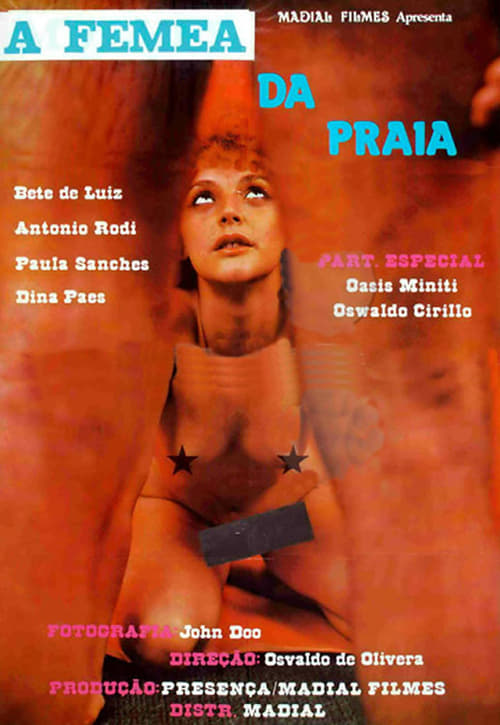 MADIAL FILMES Apresenta
A FEMEA
DA
PRAIA
Bete de Luiz
Antonio Rodi
Paula Sanches
Dina Paes
PART. ESPECIAL
Oasis Miniti
Oswaldo Cirillo
FOTOGRAFIA: John Doo
DIREÇÃO: Osvaldo de Olivera
PRODUÇÃO: PRESENÇA/MADIAL FILMES
DISTR. MADIAL